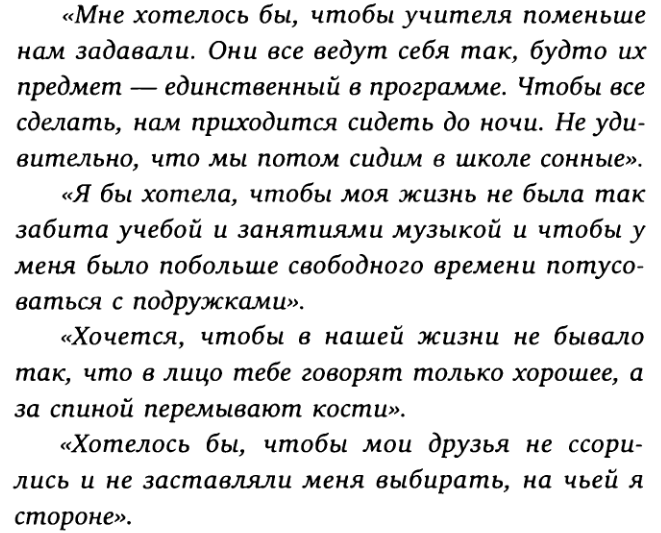 «Мне хотелось бы, чтобы учителя поменьше
нам задавали. Они все ведут себя так, будто их
предмет — единственный в программе. Чтобы все
сделать, нам приходится сидеть до ночи. Не уди-
вительно, что мы потом сидим в школе сонные».
«Я бы хотела, чтобы моя жизнь не была так
забита учебой и занятиями музыкой и чтобы у
меня было побольше свободного времени потусо-
ваться с подружками».
«Хочется, чтобы в нашей жизни не бывало
так, что в лицо тебе говорят только хорошее, а
за спиной перемывают кости».
«Хотелось бы, чтобы мои друзья не ссори-
лись и не заставляли меня выбирать, на чьей я
стороне».